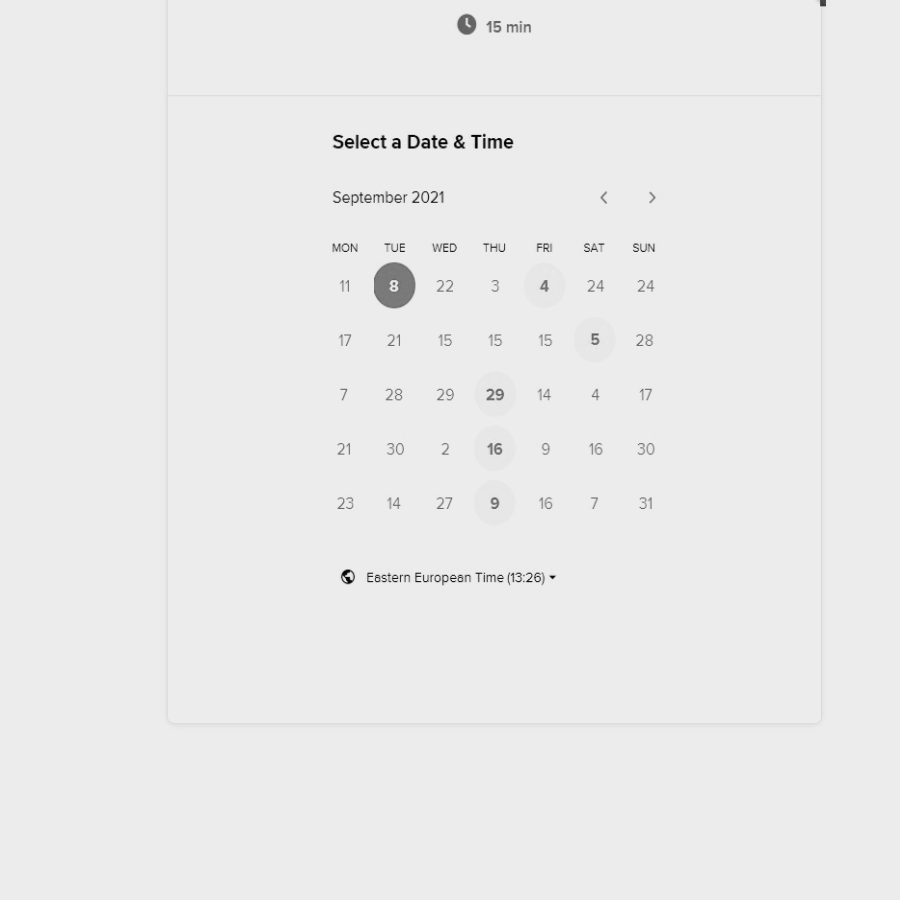 15 min
Select a Date & Time
September 2021
MON TUE WED THU FRI SAT SUN
11 8 22 3 4 24 24
17 21 15 15 15 5 28
7 28 29 29 14 4 17
21 30 2 16 9 16 30
23 14 27 9 16 7 31
Eastern European Time (13:26)